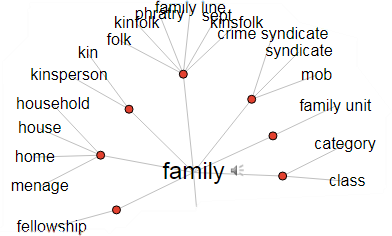 family line
phratry
sept
kinfolk
kinsfolk
folk
crime syndicate
kin
syndicate
kinsperson
mob
household
family unit
house
category
home
family
class
menage
fellowship